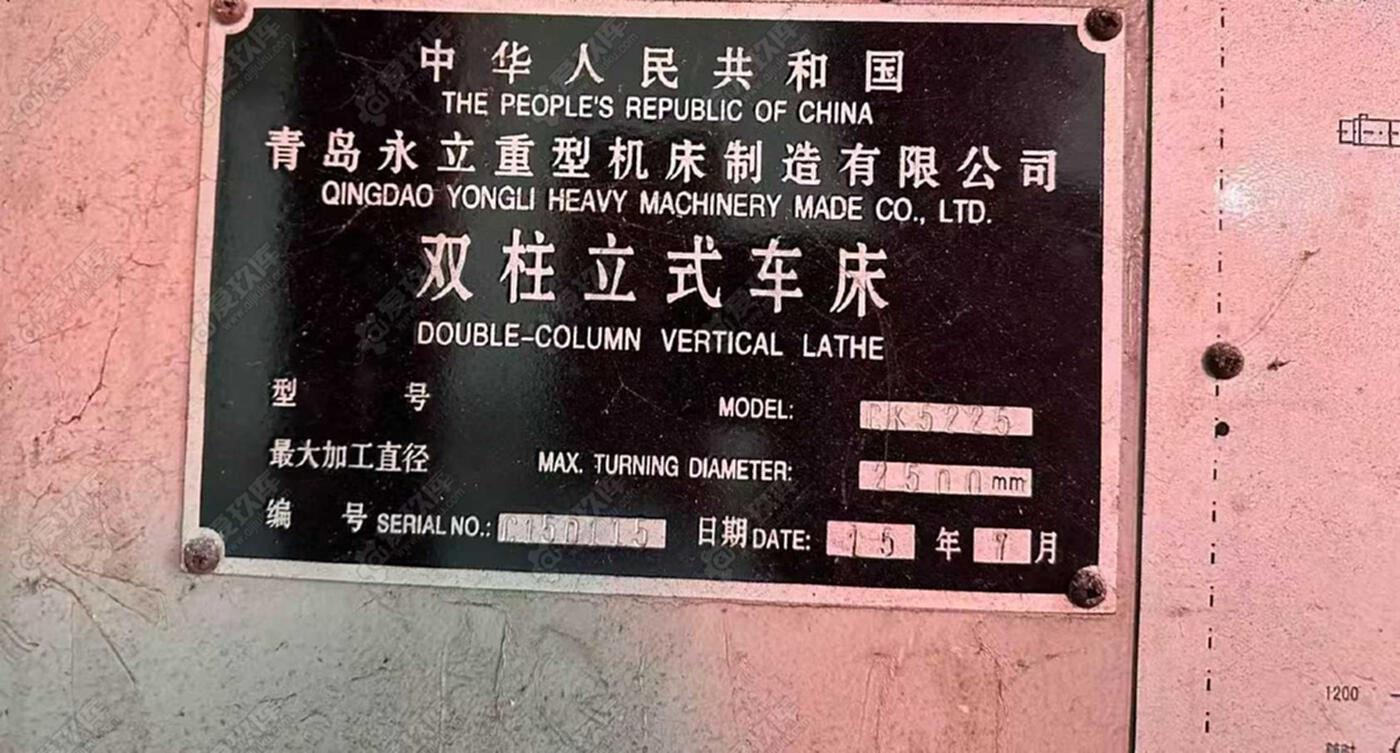 中华人民共和国
THE PEOPLE'S REPUBLIC OF CHINA
青岛永立重型机床制造有限公司
QINGDAO YONGLI HEAVY MACHINERY MADE CO., LTD.
双柱立式车床
DOUBLE-COLUMN VERTICAL LATHE
型号 MODEL: CK5225
最大加工直径 MAX. TURNING DIAMETER: 2500mm
编号 SERIAL NO.: C150115 日期 DATE: 15 年 7 月
1200